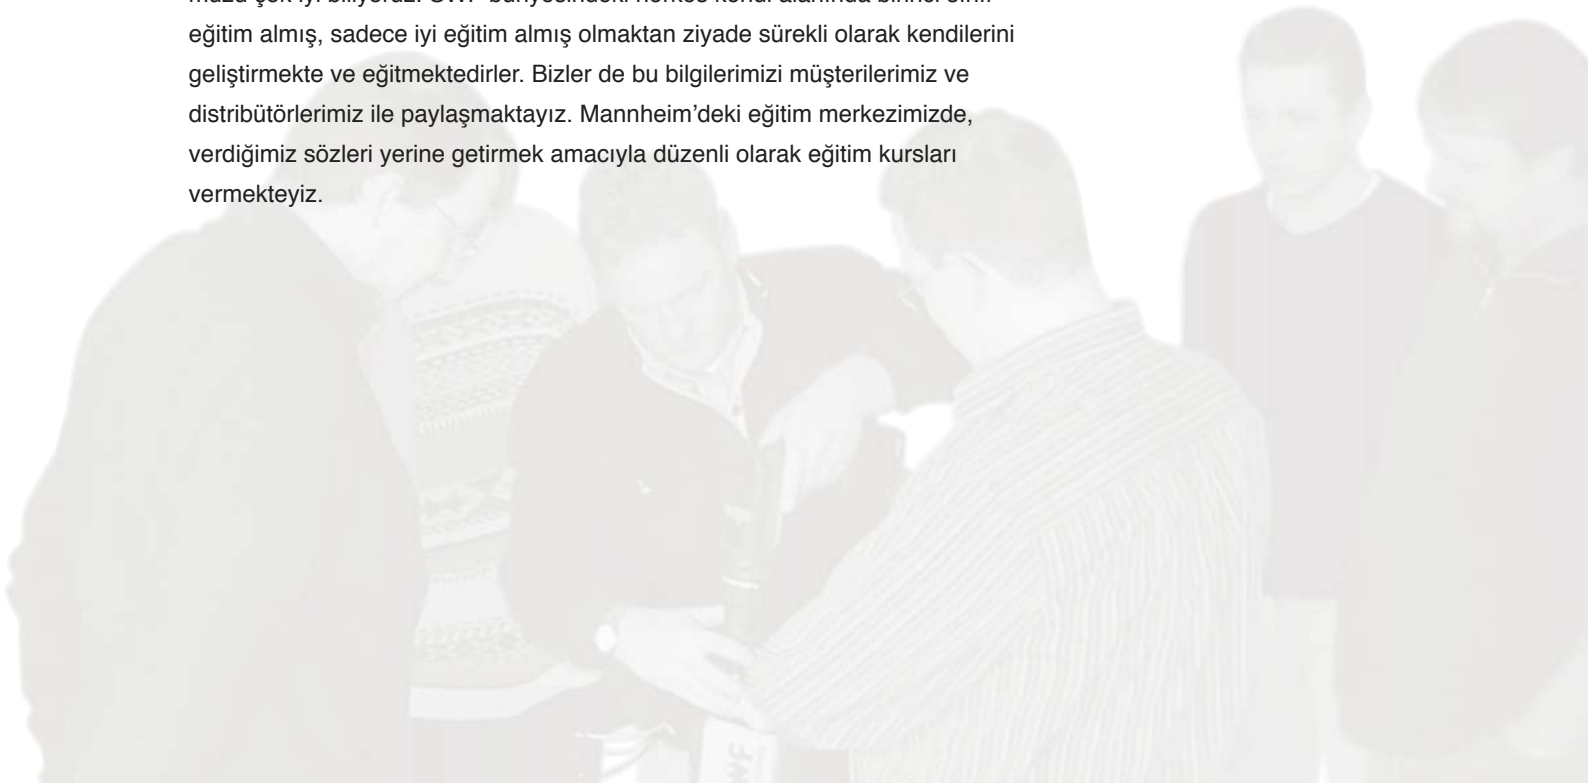 eğitim almış, sadece iyi eğitim almış olmaktan ziyade sürekli olarak kendilerini
geliştirmekte ve eğitmektedirler. Bizler de bu bilgilerimizi müşterilerimiz ve
distribütörlerimiz ile paylaşmaktayız. Mannheim’deki eğitim merkezimizde,
verdiğimiz sözleri yerine getirmek amacıyla düzenli olarak eğitim kursları
vermekteyiz.
WF